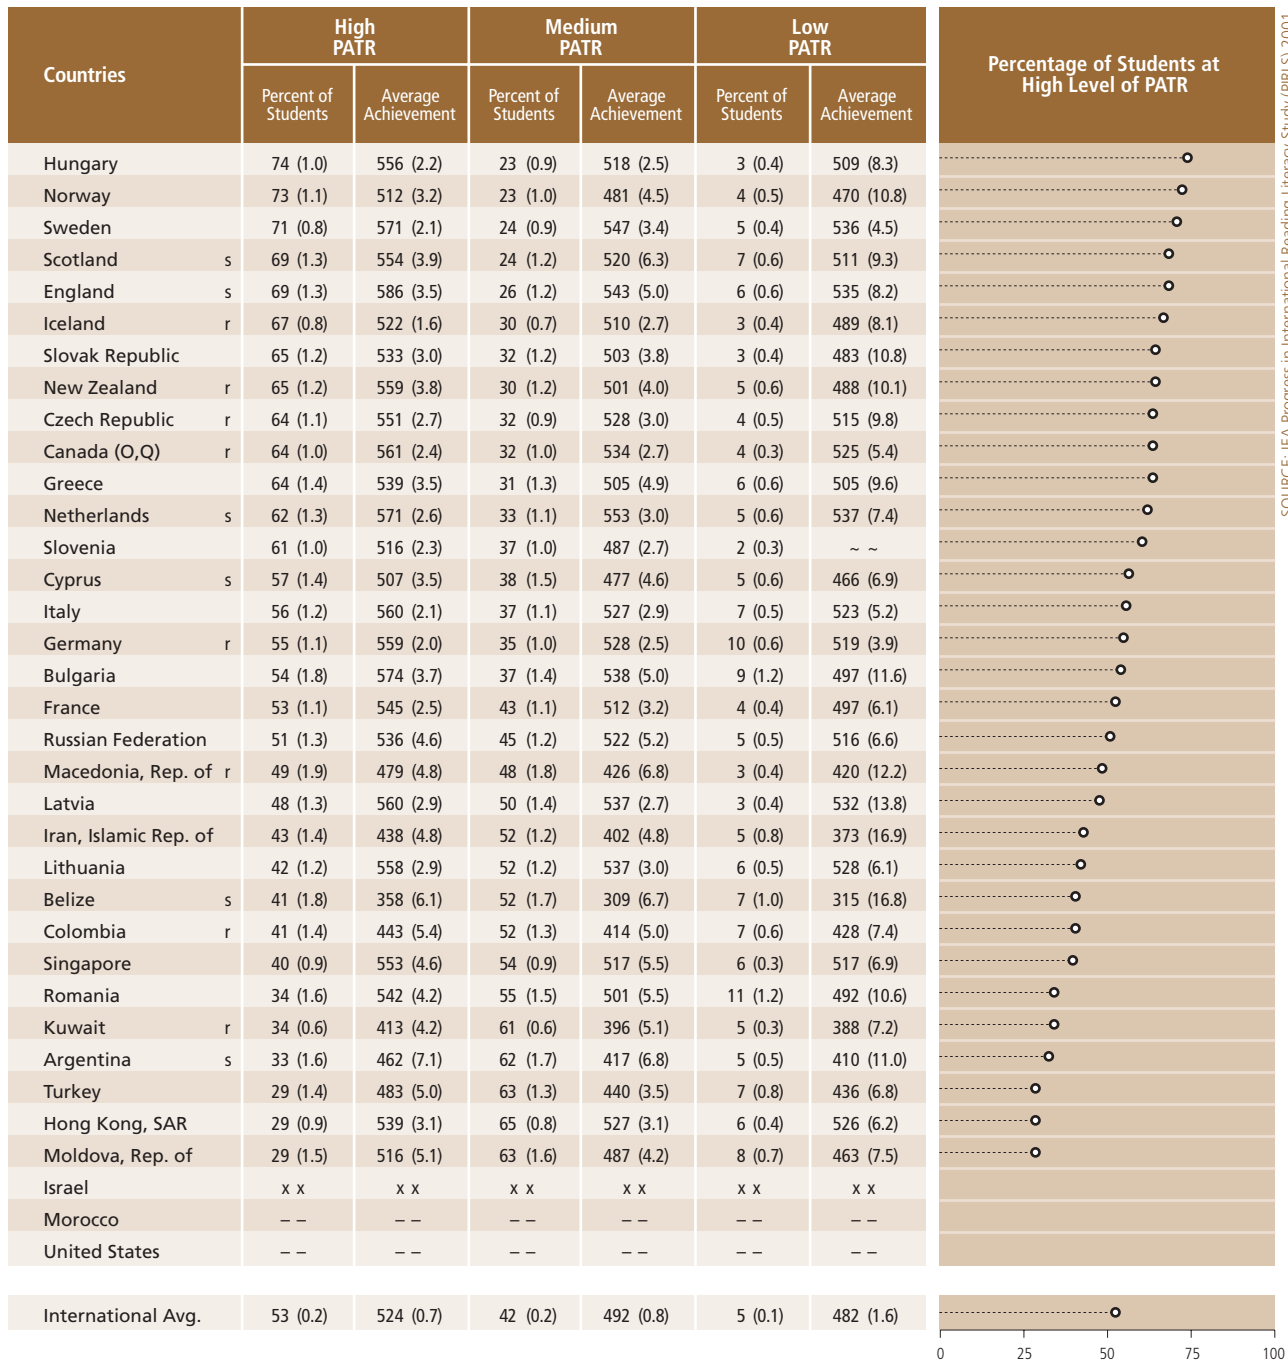 Countries
High PATR
Medium PATR
Low PATR
Percent of Students
Average Achievement
Percent of Students
Average Achievement
Percent of Students
Average Achievement
Percentage of Students at High Level of PATR
Hungary 74 (1.0) 556 (2.2) 23 (0.9) 518 (2.5) 3 (0.4) 509 (8.3)
Norway 73 (1.1) 512 (3.2) 23 (1.0) 481 (4.5) 4 (0.5) 470 (10.8)
Sweden 71 (0.8) 571 (2.1) 24 (0.9) 547 (3.4) 5 (0.4) 536 (4.5)
Scotland s 69 (1.3) 554 (3.9) 24 (1.2) 520 (6.3) 7 (0.6) 511 (9.3)
England s 69 (1.3) 586 (3.5) 26 (1.2) 543 (5.0) 6 (0.6) 535 (8.2)
Iceland r 67 (0.8) 522 (1.6) 30 (0.7) 510 (2.7) 3 (0.4) 489 (8.1)
Slovak Republic 65 (1.2) 533 (3.0) 32 (1.2) 503 (3.8) 3 (0.4) 483 (10.8)
New Zealand r 65 (1.2) 559 (3.8) 30 (1.2) 501 (4.0) 5 (0.6) 488 (10.1)
Czech Republic r 64 (1.1) 551 (2.7) 32 (0.9) 528 (3.0) 4 (0.5) 515 (9.8)
Canada (O,Q) r 64 (1.0) 561 (2.4) 32 (1.0) 534 (2.7) 4 (0.3) 525 (5.4)
Greece 64 (1.4) 539 (3.5) 31 (1.3) 505 (4.9) 6 (0.6) 505 (9.6)
Netherlands s 62 (1.3) 571 (2.6) 33 (1.1) 553 (3.0) 5 (0.6) 537 (7.4)
Slovenia 61 (1.0) 516 (2.3) 37 (1.0) 487 (2.7) 2 (0.3) ~ ~
Cyprus s 57 (1.4) 507 (3.5) 38 (1.5) 477 (4.6) 5 (0.6) 466 (6.9)
Italy 56 (1.2) 560 (2.1) 37 (1.1) 527 (2.9) 7 (0.5) 523 (5.2)
Germany r 55 (1.1) 559 (2.0) 35 (1.0) 528 (2.5) 10 (0.6) 519 (3.9)
Bulgaria 54 (1.8) 574 (3.7) 37 (1.4) 538 (5.0) 9 (1.2) 497 (11.6)
France 53 (1.1) 545 (2.5) 43 (1.1) 512 (3.2) 4 (0.4) 497 (6.1)
Russian Federation 51 (1.3) 536 (4.6) 45 (1.2) 522 (5.2) 5 (0.5) 516 (6.6)
Macedonia, Rep. of r 49 (1.9) 479 (4.8) 48 (1.8) 426 (6.8) 3 (0.4) 420 (12.2)
Latvia 48 (1.3) 560 (2.9) 50 (1.4) 537 (2.7) 3 (0.4) 532 (13.8)
Iran, Islamic Rep. of 43 (1.4) 438 (4.8) 52 (1.2) 402 (4.8) 5 (0.8) 373 (16.9)
Lithuania 42 (1.2) 558 (2.9) 52 (1.2) 537 (3.0) 6 (0.5) 528 (6.1)
Belize s 41 (1.8) 358 (6.1) 52 (1.7) 309 (6.7) 7 (1.0) 315 (16.8)
Colombia r 41 (1.4) 443 (5.4) 52 (1.3) 414 (5.0) 7 (0.6) 428 (7.4)
Singapore 40 (0.9) 553 (4.6) 54 (0.9) 517 (5.5) 6 (0.3) 517 (6.9)
Romania 34 (1.6) 542 (4.2) 55 (1.5) 501 (5.5) 11 (1.2) 492 (10.6)
Kuwait r 34 (0.6) 413 (4.2) 61 (0.6) 396 (5.1) 5 (0.3) 388 (7.2)
Argentina s 33 (1.6) 462 (7.1) 62 (1.7) 417 (6.8) 5 (0.5) 410 (11.0)
Turkey 29 (1.4) 483 (5.0) 63 (1.3) 440 (3.5) 7 (0.8) 436 (6.8)
Hong Kong, SAR 29 (0.9) 539 (3.1) 65 (0.8) 527 (3.1) 6 (0.4) 526 (6.2)
Moldova, Rep. of 29 (1.5) 516 (5.1) 63 (1.6) 487 (4.2) 8 (0.7) 463 (7.5)
Israel x x x x x x x x x x x x
Morocco – – – – – – – – – – – –
United States – – – – – – – – – – – –
International Avg. 53 (0.2) 524 (0.7) 42 (0.2) 492 (0.8) 5 (0.1) 482 (1.6)
0 25 50 75 100
SOURCE: IEA Progress in International Reading Literacy Study (PIRLS) 2001